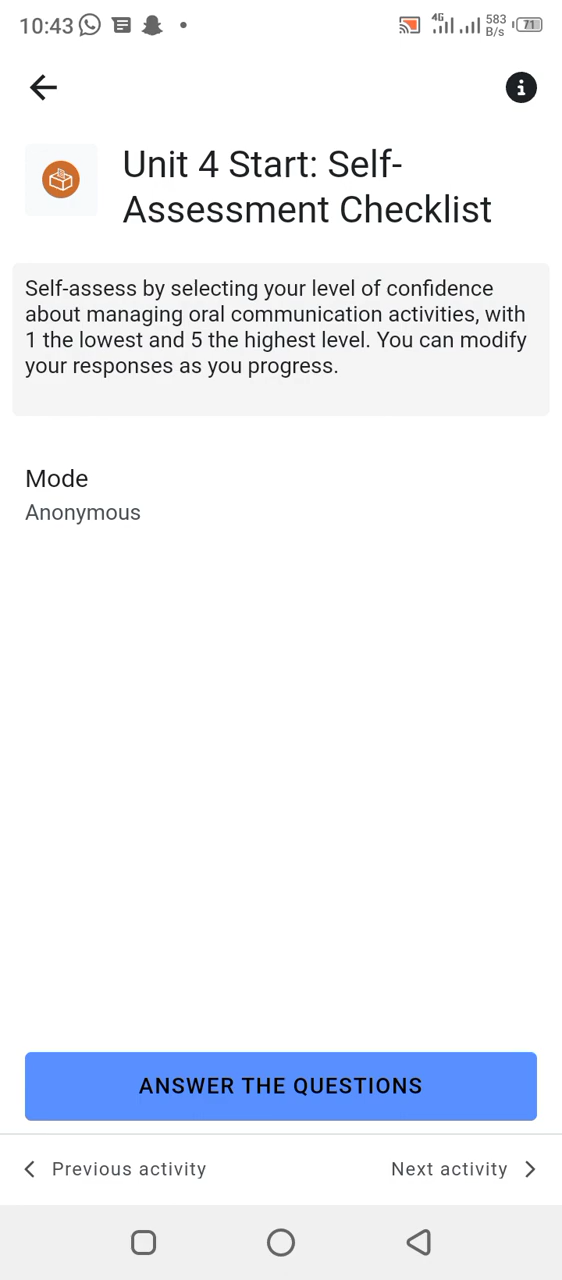 10:43
4G
583
B/s
71
Unit 4 Start: Self-
Assessment Checklist
Self-assess by selecting your level of confidence
about managing oral communication activities, with
1 the lowest and 5 the highest level. You can modify
your responses as you progress.
Mode
Anonymous
ANSWER THE QUESTIONS
Previous activity
Next activity